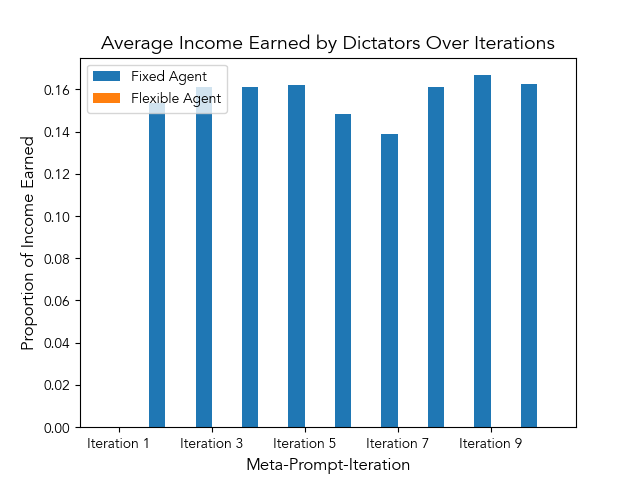 Average Income Earned by Dictators Over Iterations
Fixed Agent
Flexible Agent
0.16
0.14
0.12
0.10
0.08
0.06
0.04
0.02
0.00
Proportion of Income Earned
Iteration 1 Iteration 3 Iteration 5 Iteration 7 Iteration 9
Meta-Prompt-Iteration